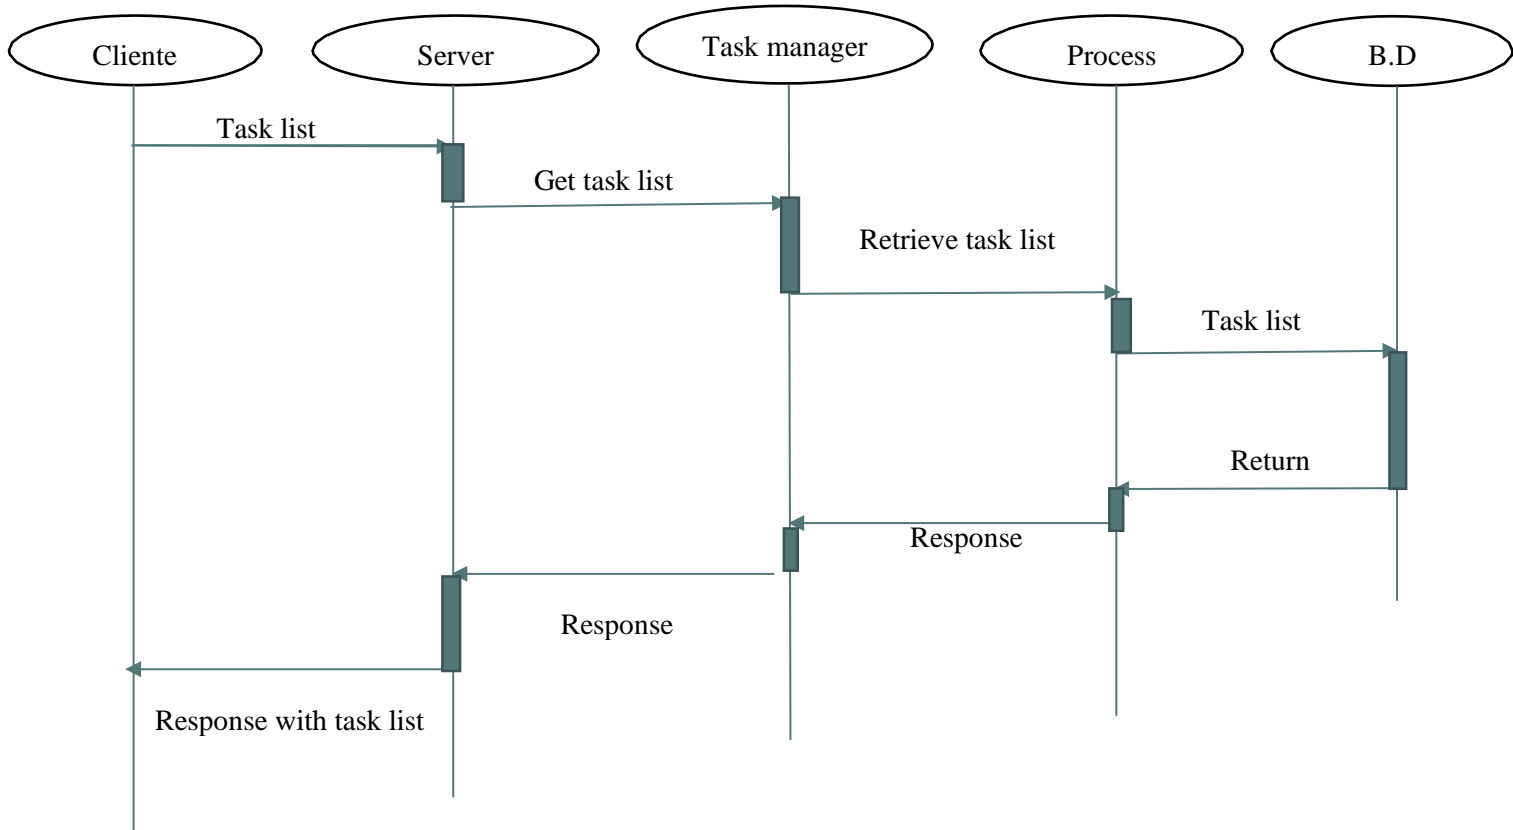 Cliente
Server
Task manager
Process
B.D
Task list
Get task list
Retrieve task list
Task list
Return
Response
Response
Response with task list